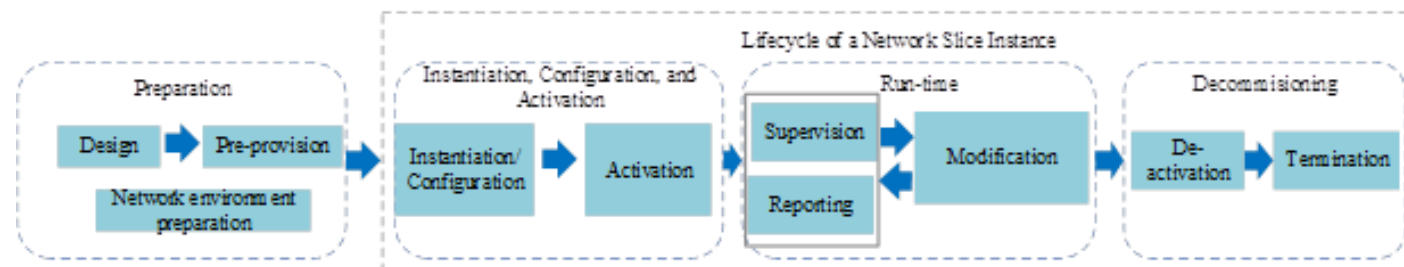 Lifecycle of a Network Slice Instance
Preparation
Design
Pre-provision
Network environment
preparation
Instantiation, Configuration, and
Activation
Instantiation/
Configuration
Activation
Run-time
Supervision
Reporting
Modification
Decommisioning
De-
activation
Termination